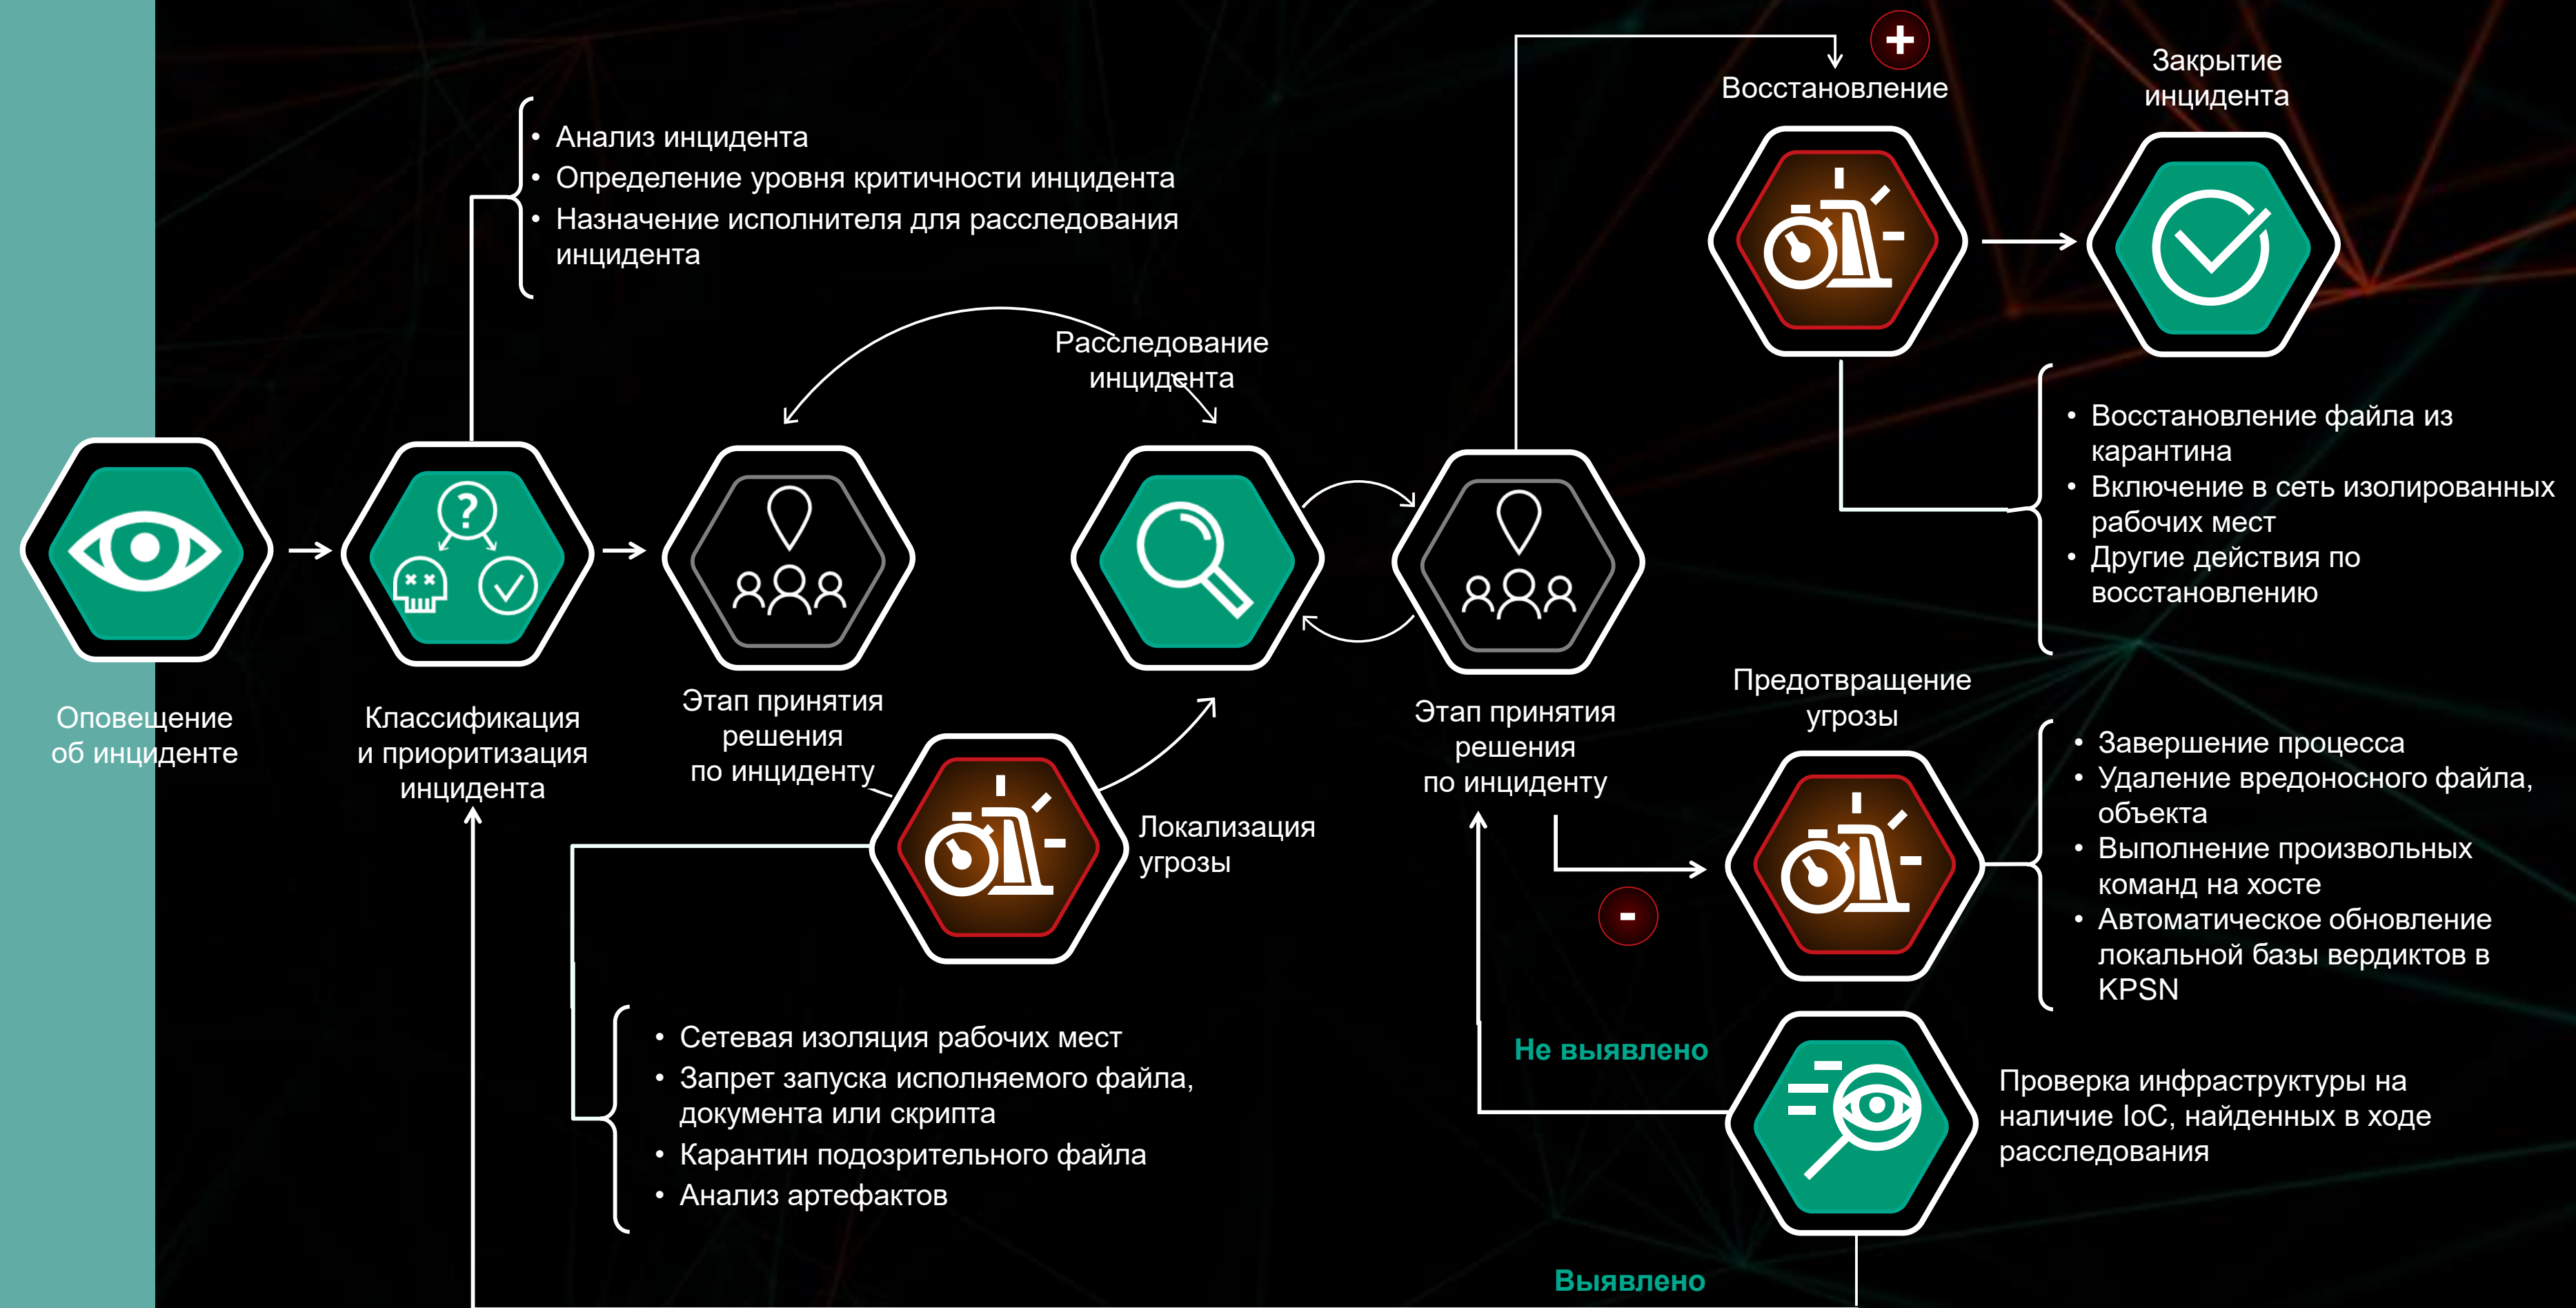 +
Восстановление
Закрытие
инцидента
• Анализ инцидента
• Определение уровня критичности инцидента
• Назначение исполнителя для расследования
инцидента
Расследование
инцидента
• Восстановление файла из
карантина
• Включение в сеть изолированных
рабочих мест
• Другие действия по
восстановлению
?
Оповещение
об инциденте
Классификация
и приоритизация
инцидента
Этап принятия
решения
по инциденту
Локализация
угрозы
Этап принятия
решения
по инциденту
Предотвращение
угрозы
-
• Завершение процесса
• Удаление вредоносного файла,
объекта
• Выполнение произвольных
команд на хосте
• Автоматическое обновление
локальной базы вердиктов в
KPSN
• Сетевая изоляция рабочих мест
• Запрет запуска исполняемого файла,
документа или скрипта
• Карантин подозрительного файла
• Анализ артефактов
Не выявлено
Проверка инфраструктуры на
наличие IoC, найденных в ходе
расследования
Выявлено